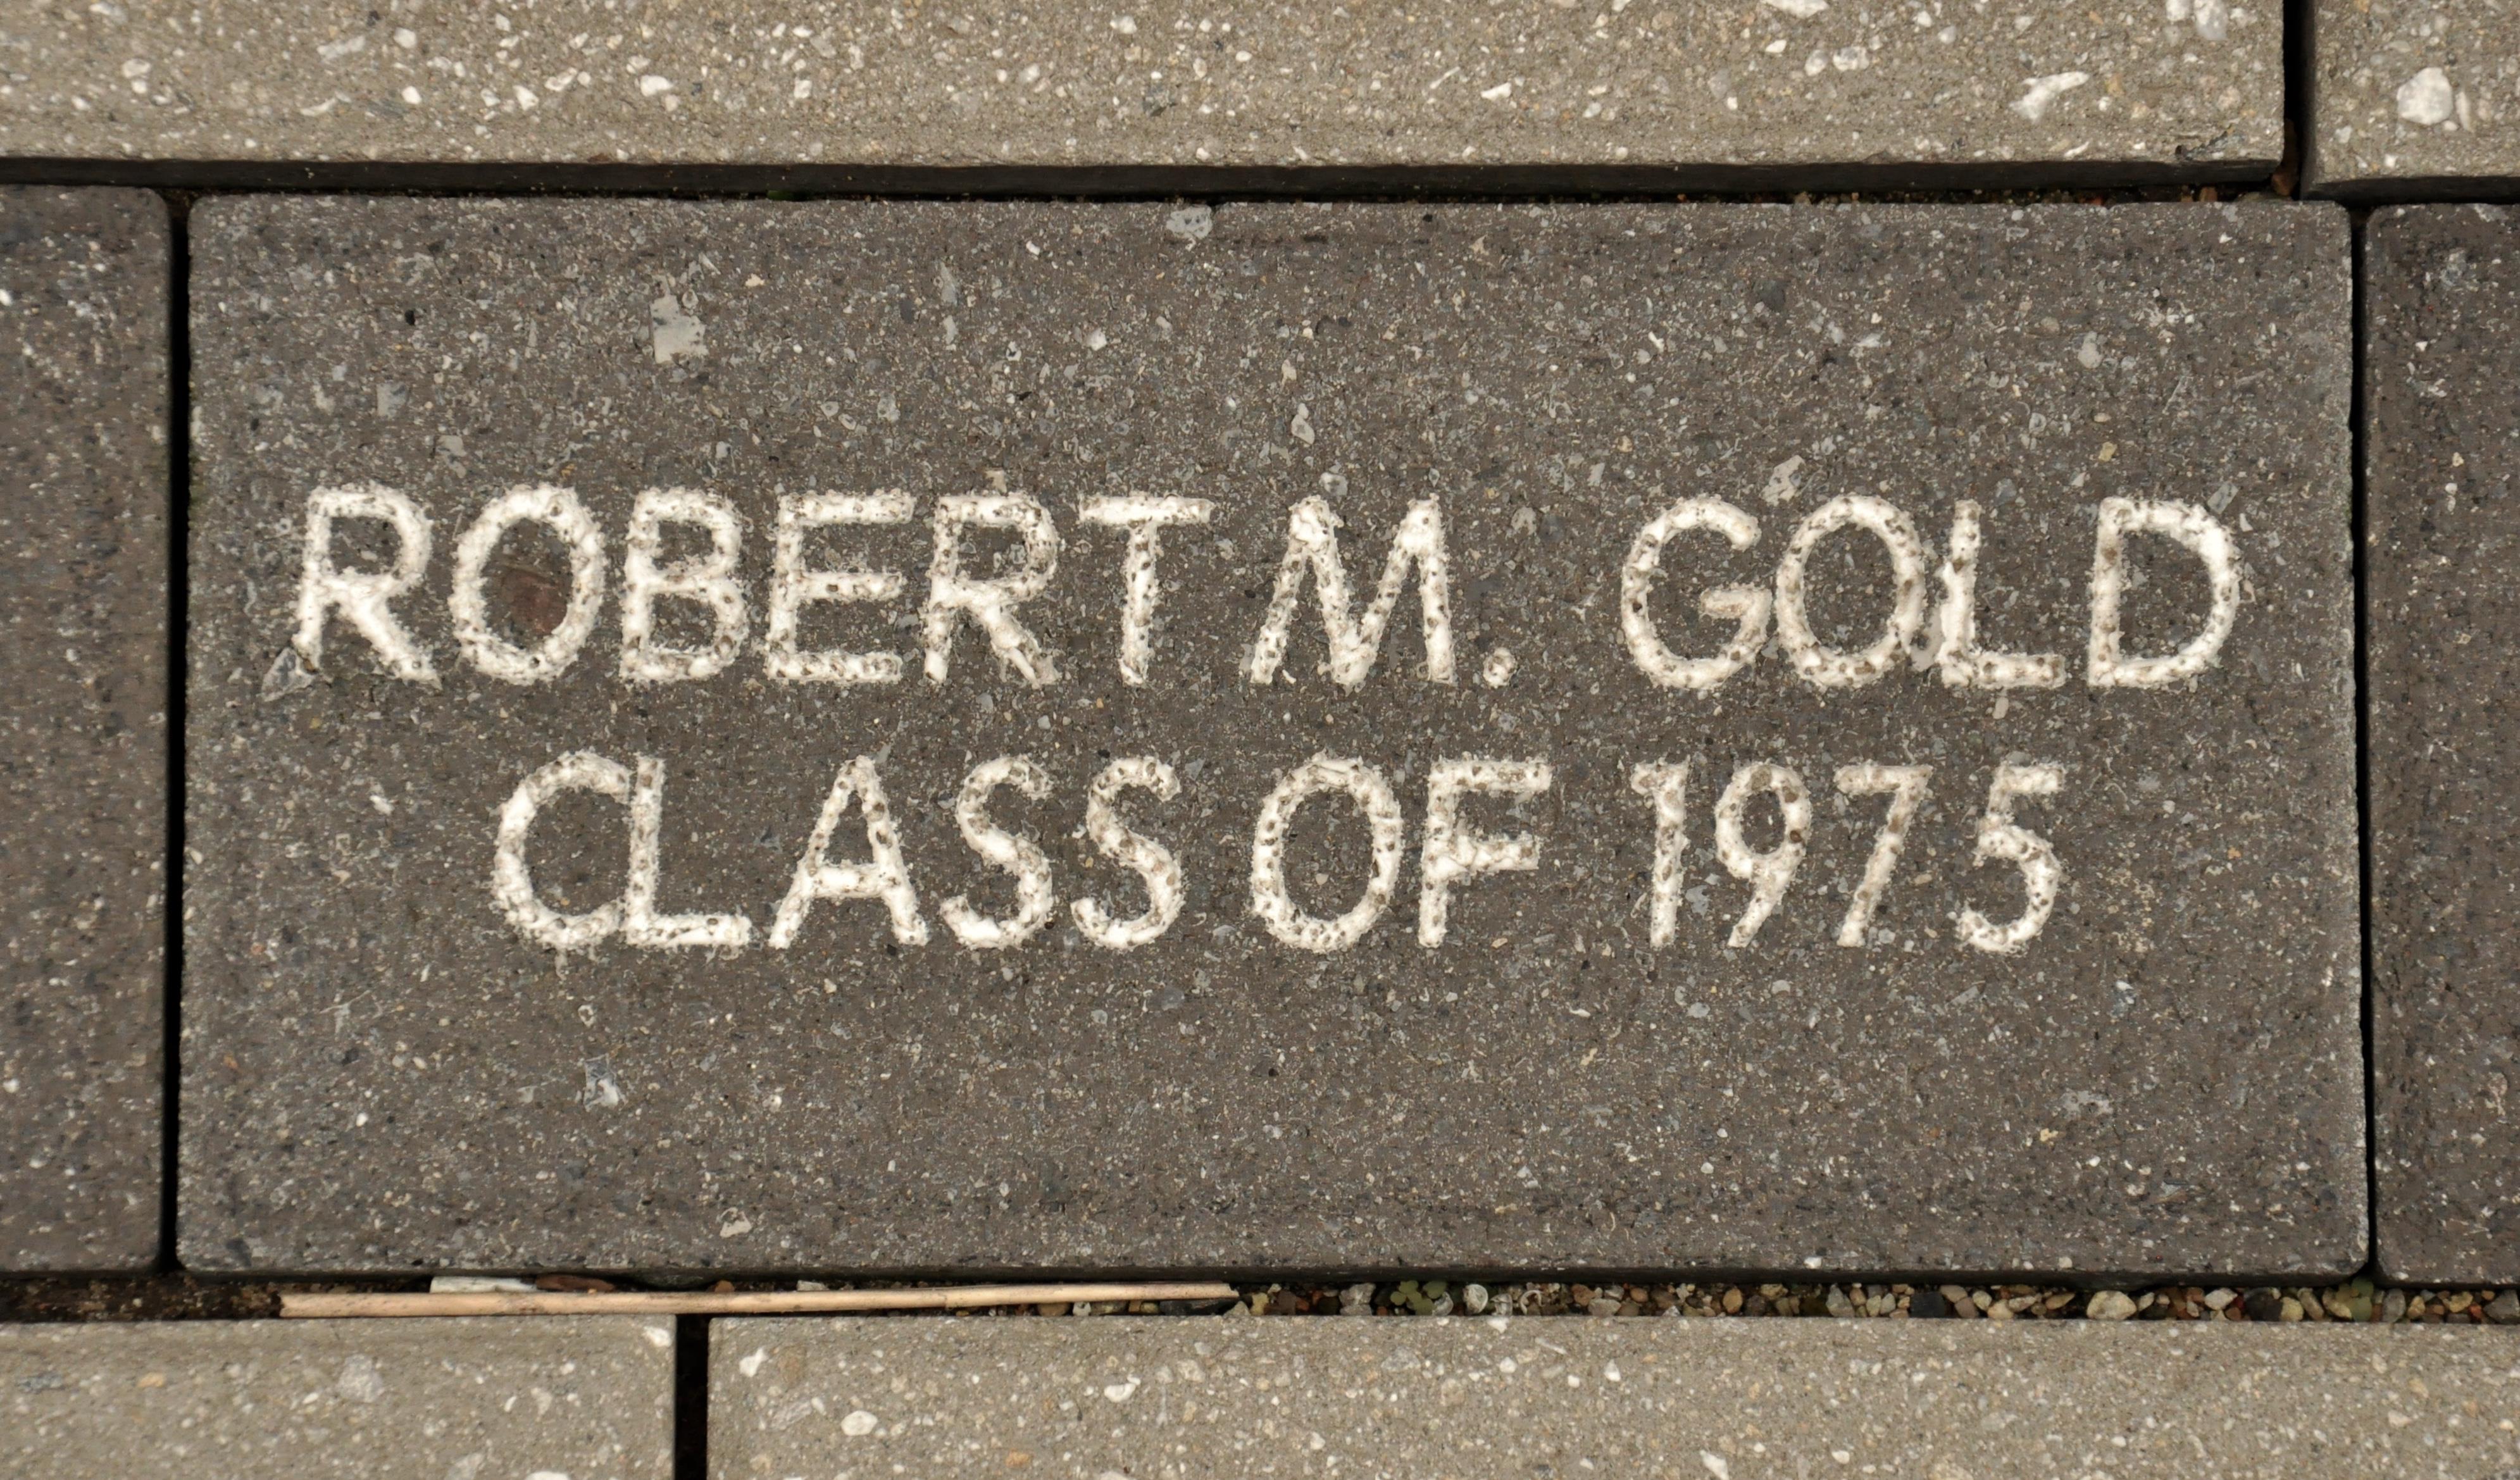 ROBERT M. GOLD
CLASS OF 1975